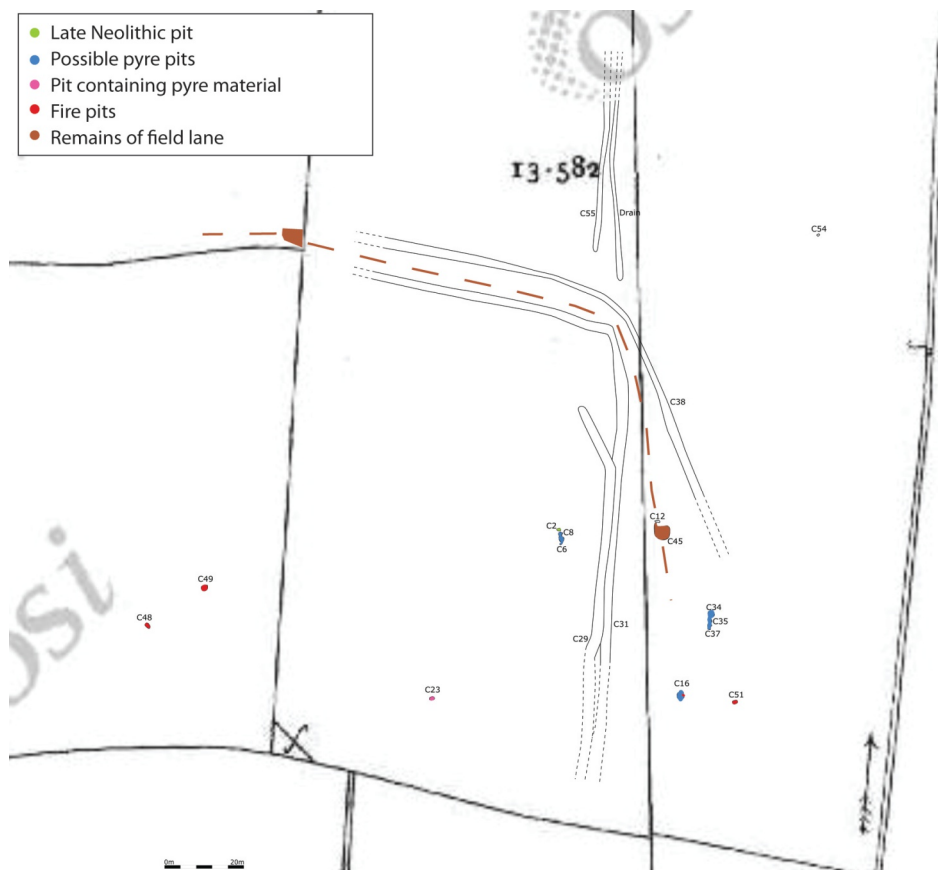 Late Neolithic pit
Possible pyre pits
Pit containing pyre material
Fire pits
Remains of field lane
osi
13·582
C55
Drain
C54
C38
C2
C8
C6
C12
C45
C49
C48
C34
C35
C37
C29
C31
C23
C16
C51
osi
0m
20m